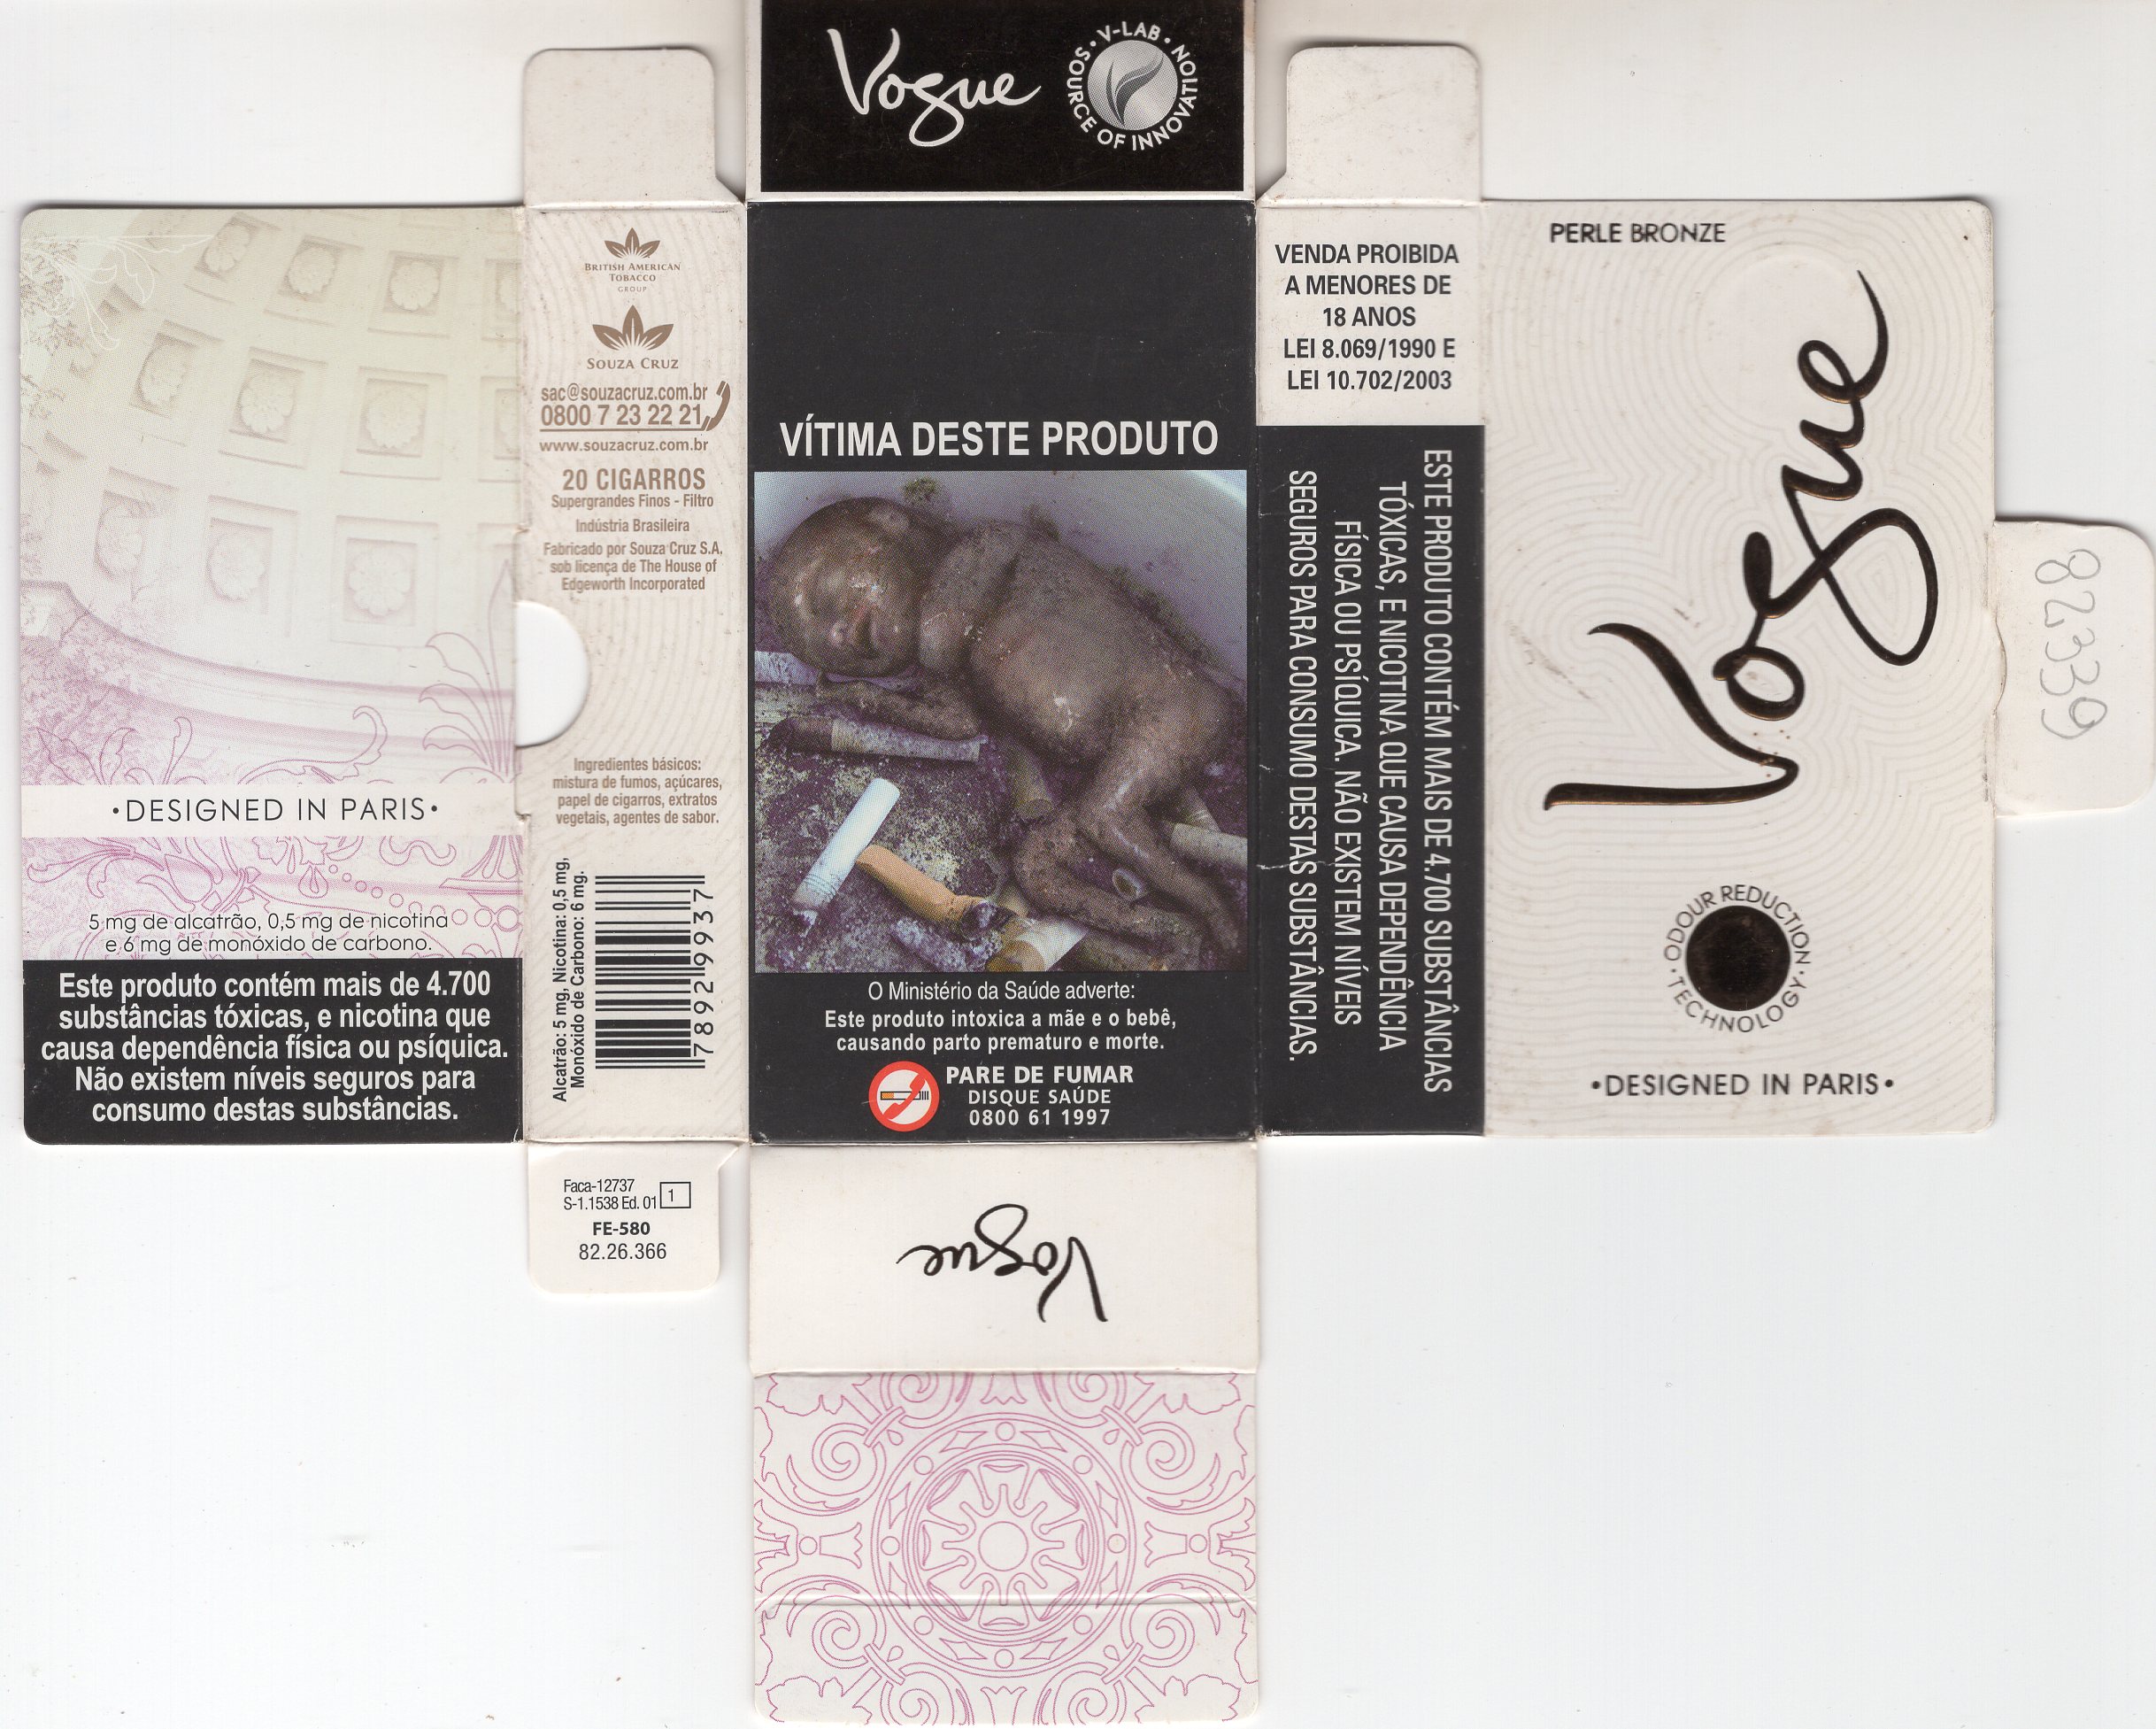 Vogue
• V-LAB • SOURCE OF INNOVATION
• DESIGNED IN PARIS •
5 mg de alcatrão, 0,5 mg de nicotina
e 6 mg de monóxido de carbono.
Este produto contém mais de 4.700
substâncias tóxicas, e nicotina que
causa dependência física ou psíquica.
Não existem níveis seguros para
consumo destas substâncias.
BRITISH AMERICAN
TOBACCO
GROUP
SOUZA CRUZ
sac@souzacruz.com.br
0800 7 23 22 21
www.souzacruz.com.br
20 CIGARROS
Supergrandes Finos - Filtro
Indústria Brasileira
Fabricado por Souza Cruz S.A,
sob licença de The House of
Edgeworth Incorporated
Ingredientes básicos:
mistura de fumos, açúcares,
papel de cigarros, extratos
vegetais, agentes de sabor.
Alcatrão: 5 mg, Nicotina: 0,5 mg,
Monóxido de Carbono: 6 mg.
78929937
Faca-12737
S-1.1538 Ed. 01 1
FE-580
82.26.366
VÍTIMA DESTE PRODUTO
O Ministério da Saúde adverte:
Este produto intoxica a mãe e o bebê,
causando parto prematuro e morte.
PARE DE FUMAR
DISQUE SAÚDE
0800 61 1997
Vogue
VENDA PROIBIDA
A MENORES DE
18 ANOS
LEI 8.069/1990 E
LEI 10.702/2003
ESTE PRODUTO CONTÉM MAIS DE 4.700 SUBSTÂNCIAS
TÓXICAS, E NICOTINA QUE CAUSA DEPENDÊNCIA
FÍSICA OU PSÍQUICA. NÃO EXISTEM NÍVEIS
SEGUROS PARA CONSUMO DESTAS SUBSTÂNCIAS.
PERLE BRONZE
Vogue
• ODOUR REDUCTION • TECHNOLOGY
• DESIGNED IN PARIS •
82339